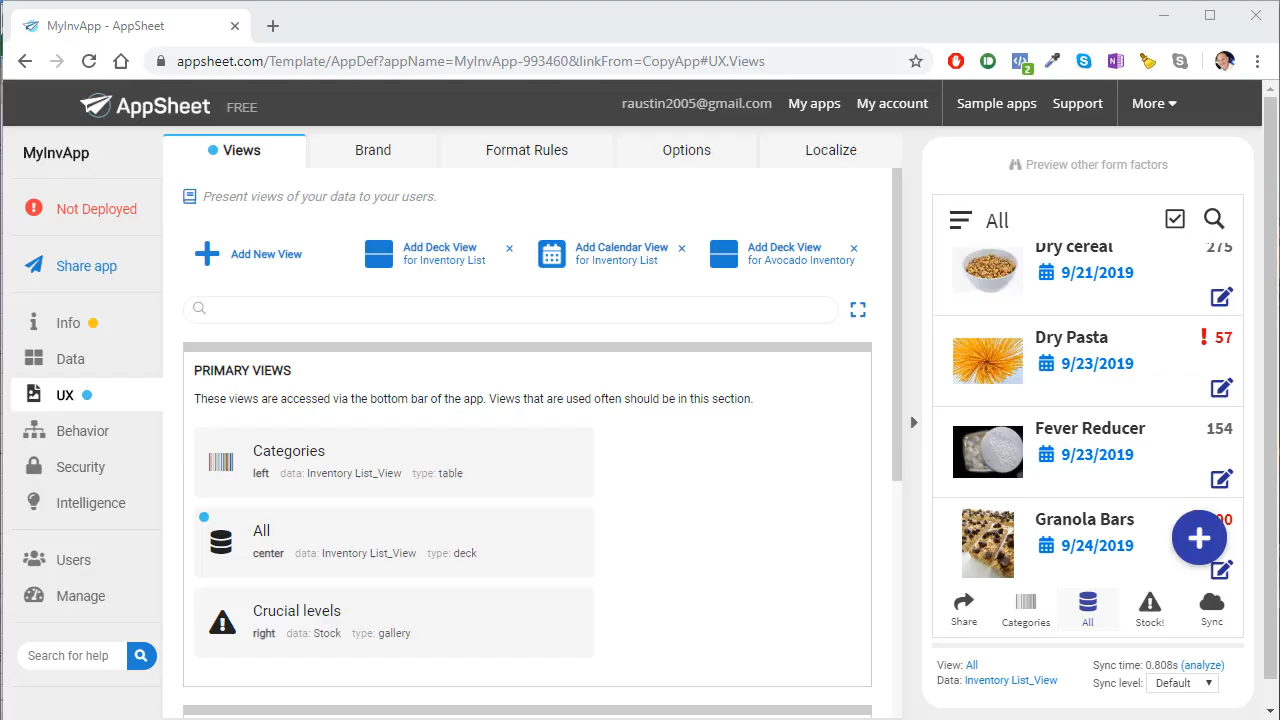 MyInvApp - AppSheet
appsheet.com/Template/AppDef?appName=MyInvApp-993460&linkFrom=CopyApp#UX.Views
2
AppSheet FREE
raustin2005@gmail.com My apps My account Sample apps Support More
MyInvApp
Not Deployed
Share app
Info
Data
UX
Behavior
Security
Intelligence
Users
Manage
Search for help
Views Brand Format Rules Options Localize
Present views of your data to your users.
Add New View
Add Deck View
for Inventory List
Add Calendar View
for Inventory List
Add Deck View
for Avocado Inventory
PRIMARY VIEWS
These views are accessed via the bottom bar of the app. Views that are used often should be in this section.
Categories
left data: Inventory List_View type: table
All
center data: Inventory List_View type: deck
Crucial levels
right data: Stock type: gallery
Preview other form factors
All
Dry cereal 275
9/21/2019
Dry Pasta 57
9/23/2019
Fever Reducer 154
9/23/2019
Granola Bars
9/24/2019
Share Categories All Stock! Sync
View: All
Data: Inventory List_View
Sync time: 0.808s (analyze)
Sync level: Default